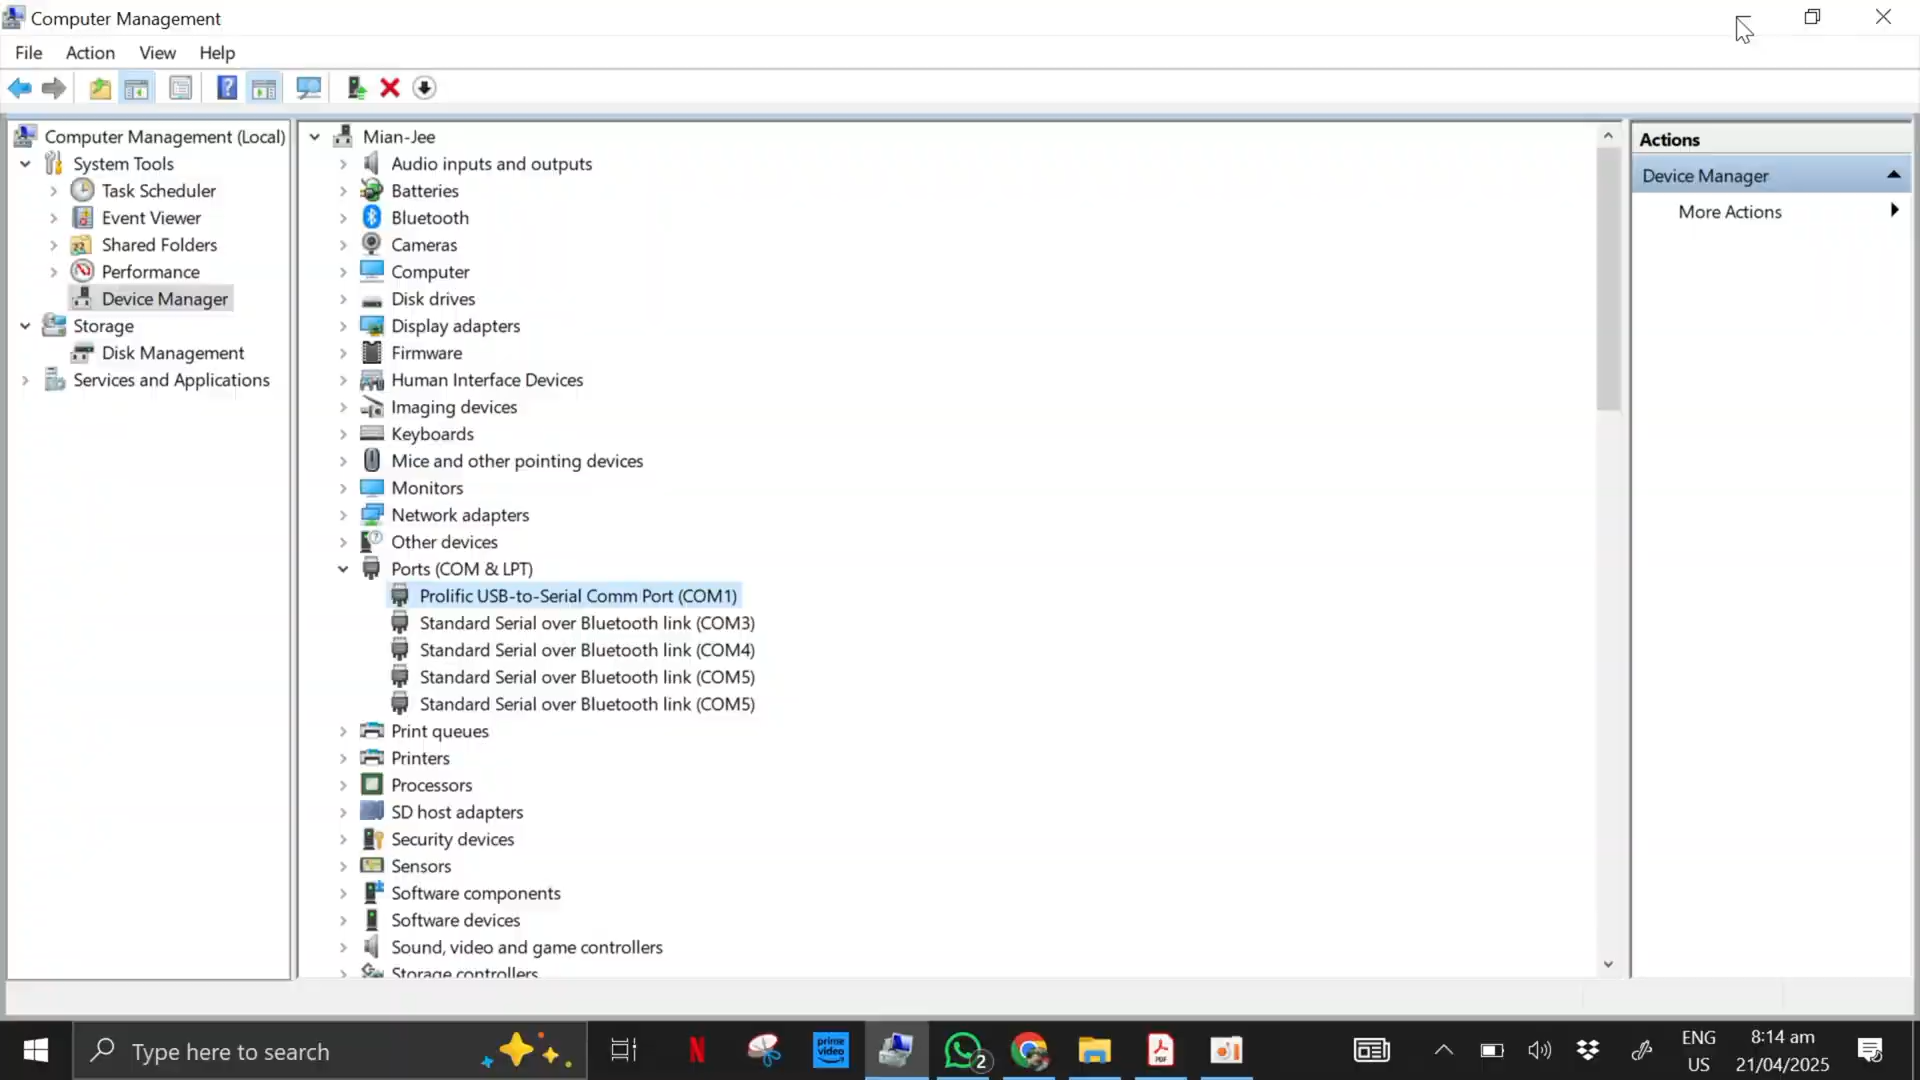 Computer Management
File Action View Help
Computer Management (Local)
System Tools
Task Scheduler
Event Viewer
Shared Folders
Performance
Device Manager
Storage
Disk Management
Services and Applications
Mian-Jee
Audio inputs and outputs
Batteries
Bluetooth
Cameras
Computer
Disk drives
Display adapters
Firmware
Human Interface Devices
Imaging devices
Keyboards
Mice and other pointing devices
Monitors
Network adapters
Other devices
Ports (COM & LPT)
Prolific USB-to-Serial Comm Port (COM1)
Standard Serial over Bluetooth link (COM3)
Standard Serial over Bluetooth link (COM4)
Standard Serial over Bluetooth link (COM5)
Standard Serial over Bluetooth link (COM5)
Print queues
Printers
Processors
SD host adapters
Security devices
Sensors
Software components
Software devices
Sound, video and game controllers
Storage controllers
Actions
Device Manager
More Actions
Type here to search
N
prime video
2
PDF
ENG
US
8:14 am
21/04/2025